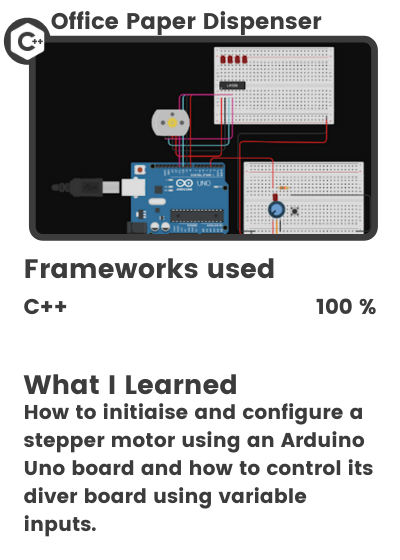 Office Paper Dispenser
C++
UNO
Frameworks used
C++ 100 %
What I Learned
How to initiaise and configure a
stepper motor using an Arduino
Uno board and how to control its
diver board using variable
inputs.